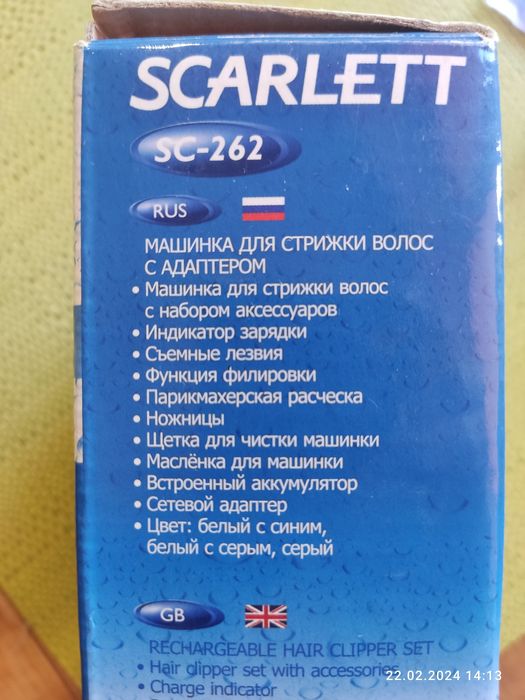 SCARLETT
SC-262
RUS
МАШИНКА ДЛЯ СТРИЖКИ ВОЛОС
С АДАПТЕРОМ
• Машинка для стрижки волос
с набором аксессуаров
• Индикатор зарядки
• Съемные лезвия
• Функция филировки
• Парикмахерская расческа
• Ножницы
• Щетка для чистки машинки
• Маслёнка для машинки
• Встроенный аккумулятор
• Сетевой адаптер
• Цвет: белый с синим,
белый с серым, серый
GB
RECHARGEABLE HAIR CLIPPER SET
• Hair clipper set with accessories
• Charge indicator
22.02.2024 14:13